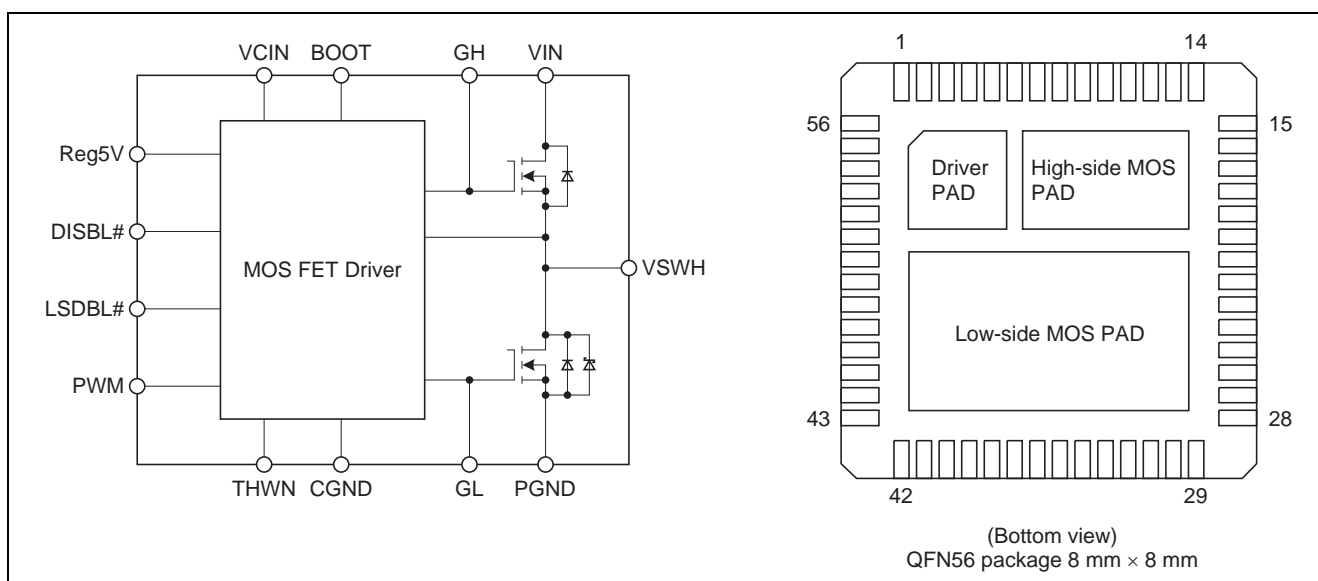 VCIN BOOT GH VIN
Reg5V
DISBL#
LSDBL#
PWM
MOS FET Driver
VSWH
THWN CGND GL PGND
1 14
56 15
Driver
PAD
High-side MOS
PAD
Low-side MOS PAD
43 28
42 29
(Bottom view)
QFN56 package 8 mm × 8 mm